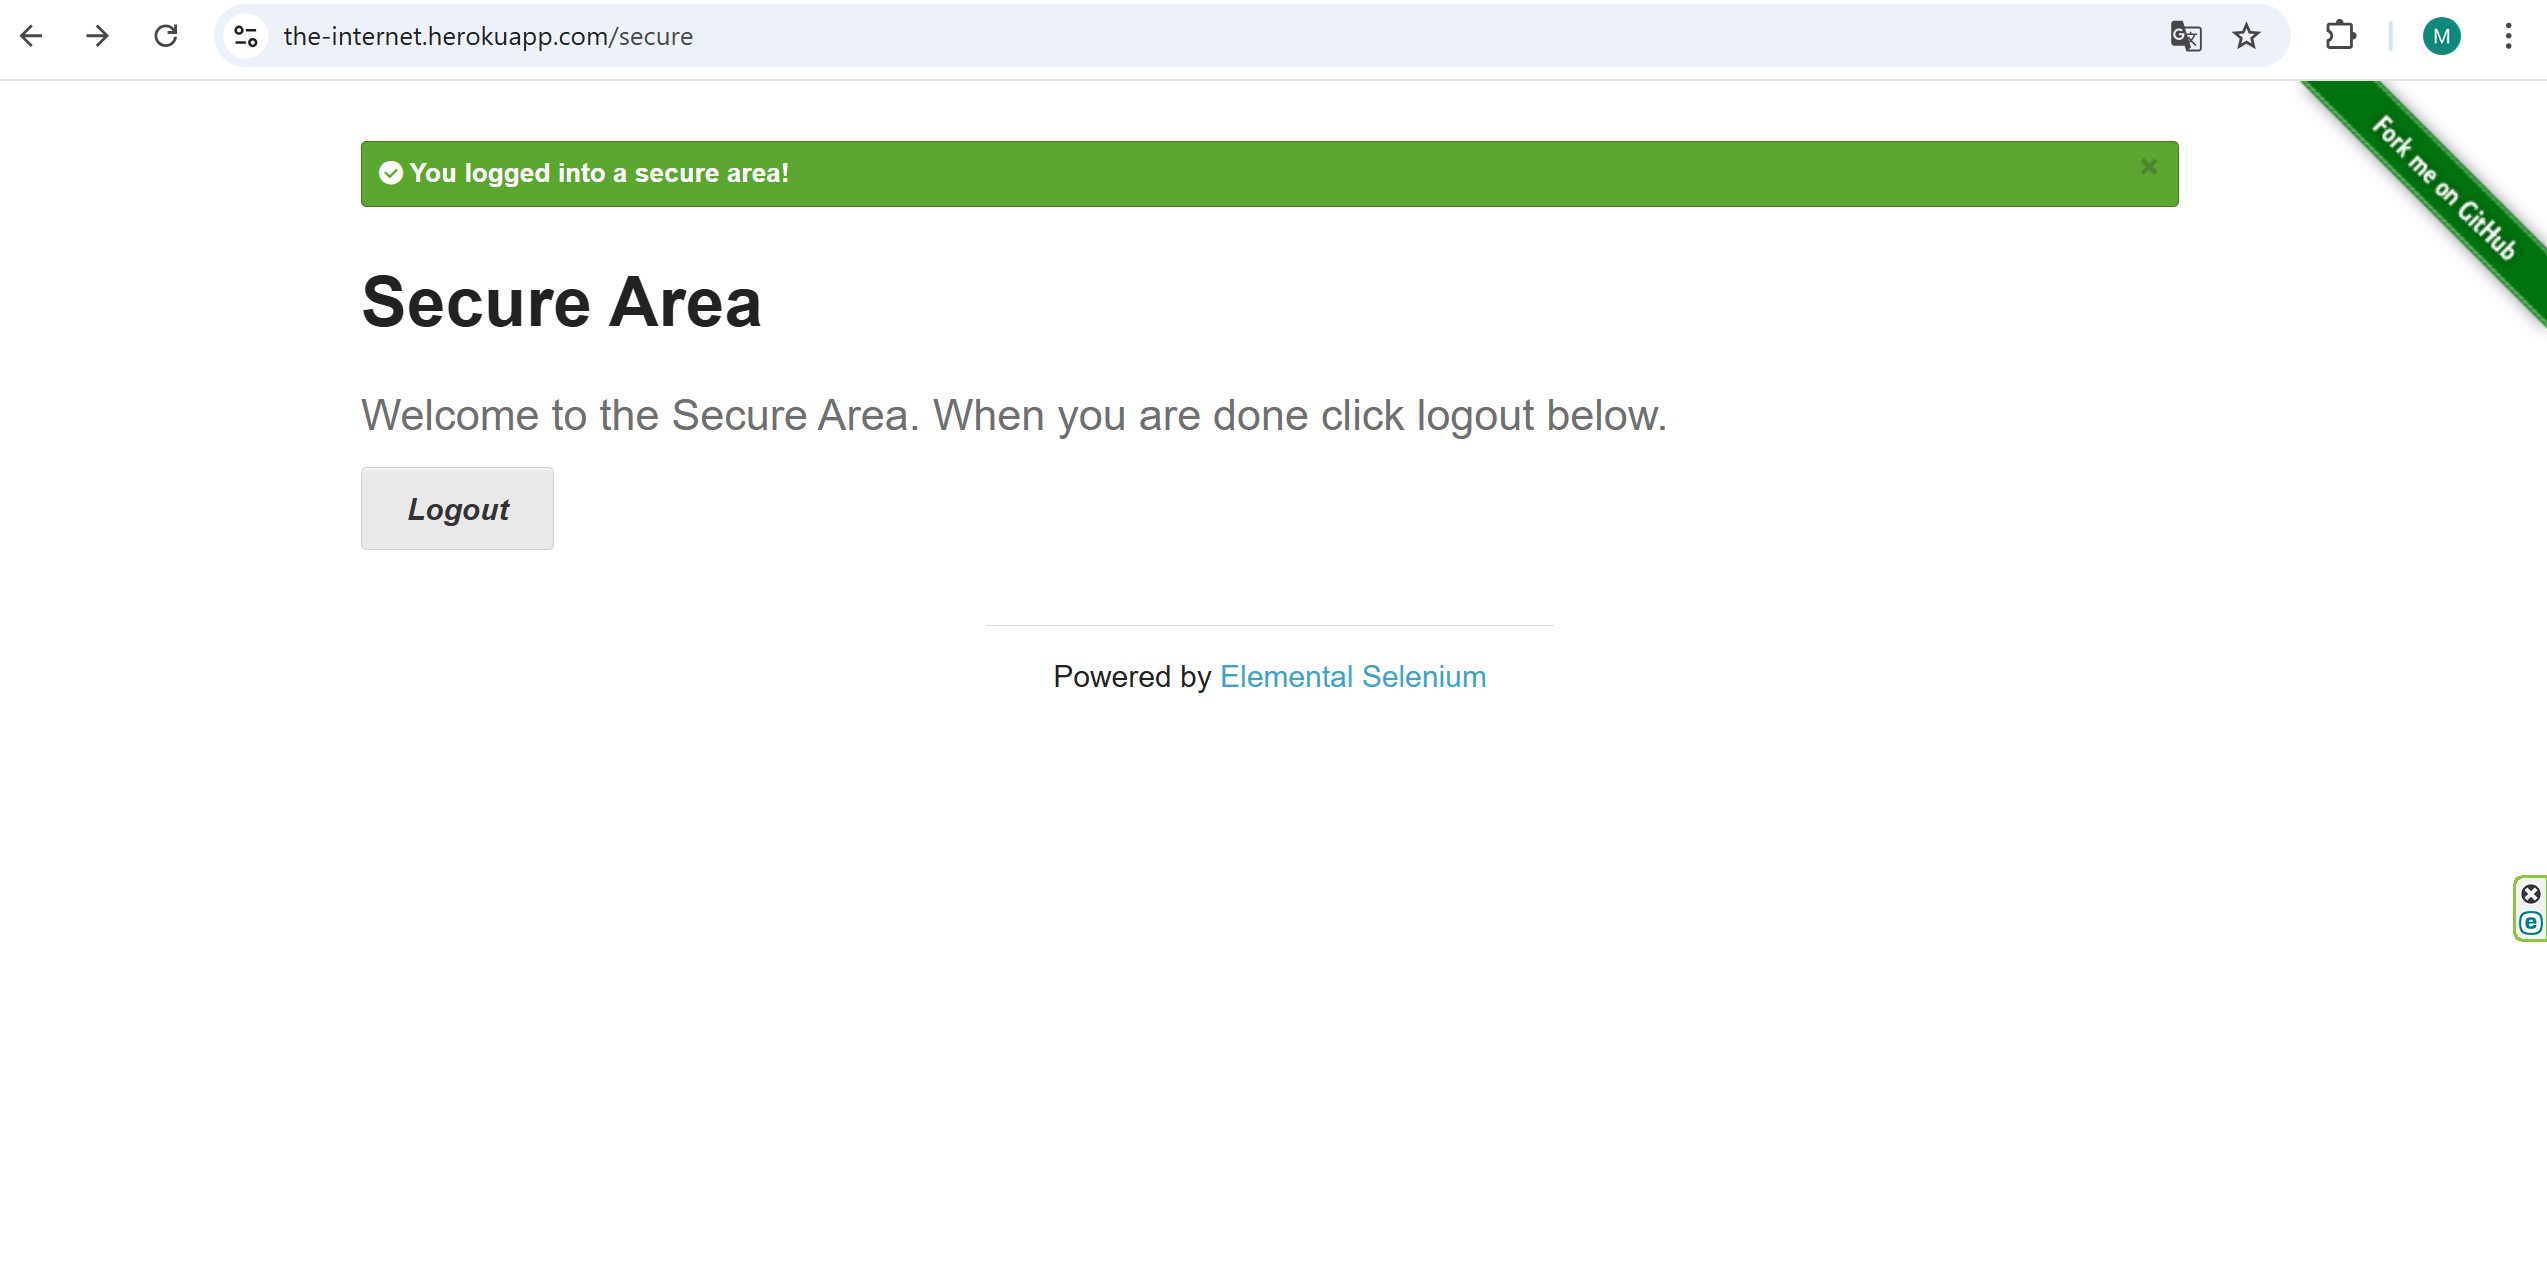 the-internet.herokuapp.com/secure
M
Fork me on GitHub
You logged into a secure area!
Secure Area
Welcome to the Secure Area. When you are done click logout below.
Logout
Powered by Elemental Selenium
e